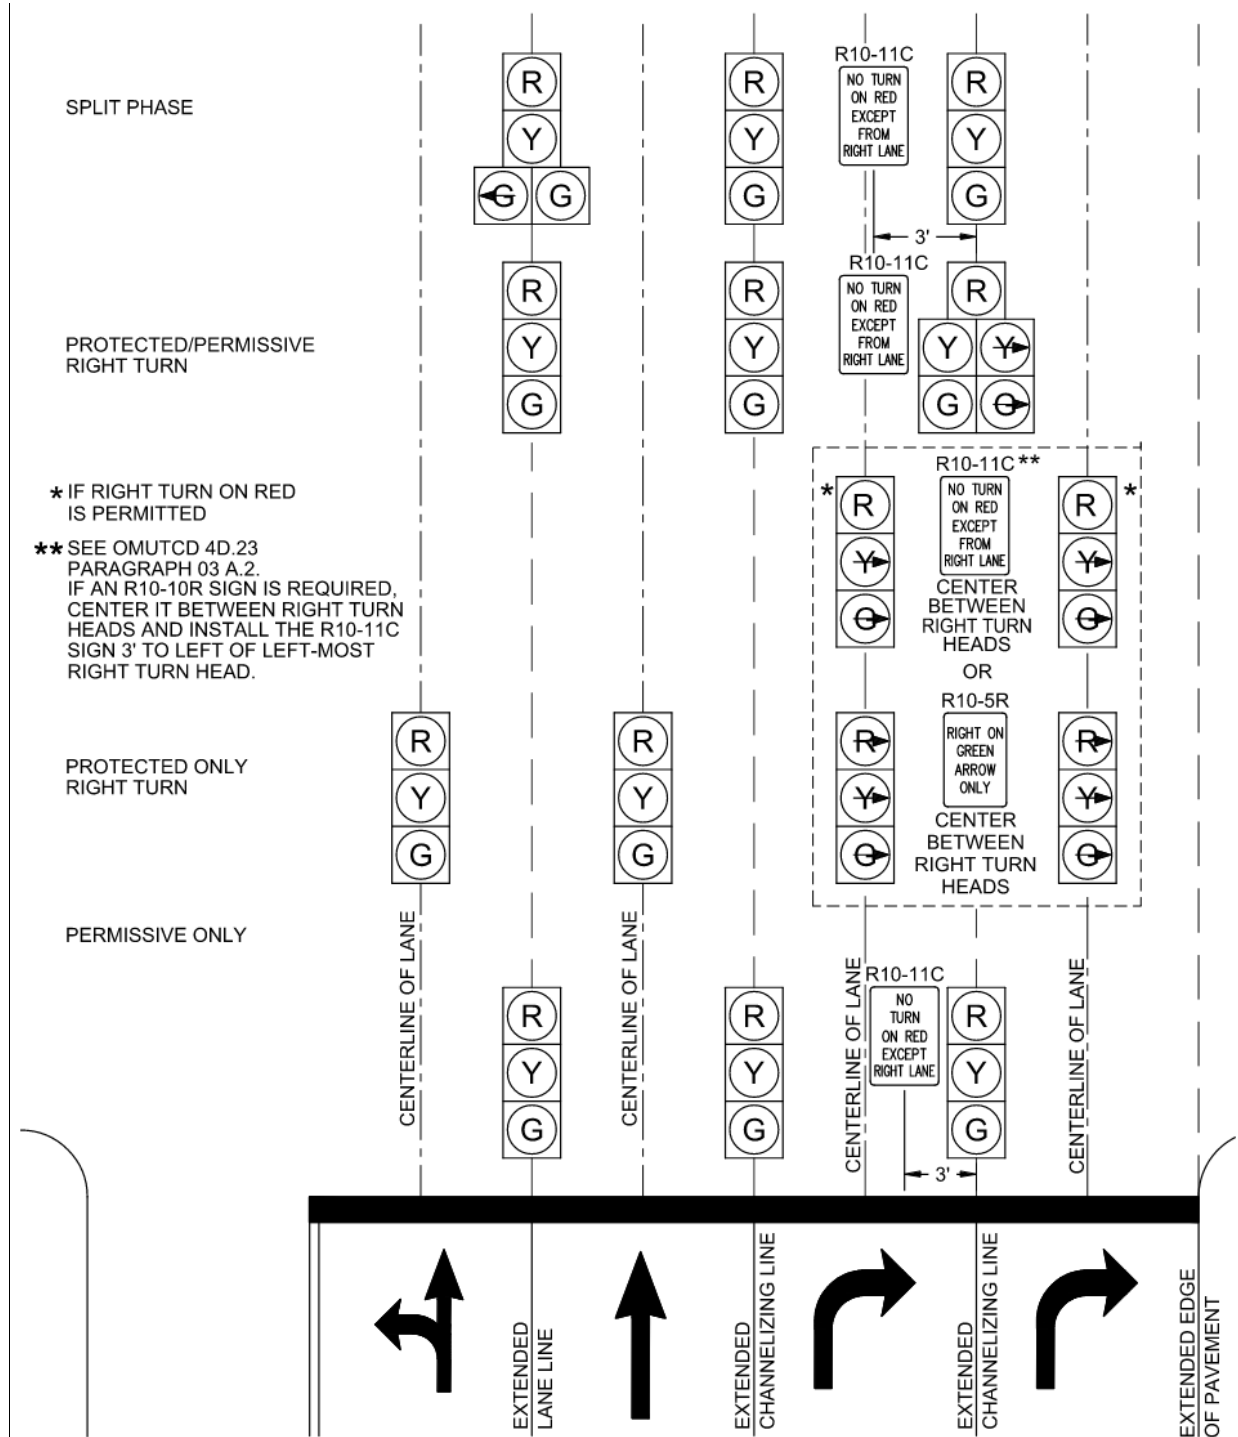 SPLIT PHASE
R
Y
G G
R
Y
G
R10-11C
NO TURN
ON RED
EXCEPT
FROM
RIGHT LANE
R
Y
G
3'
PROTECTED/PERMISSIVE
RIGHT TURN
R
Y
G
R
Y
G
R10-11C
NO TURN
ON RED
EXCEPT
FROM
RIGHT LANE
R
Y Y
G G
* IF RIGHT TURN ON RED
IS PERMITTED
** SEE OMUTCD 4D.23
PARAGRAPH 03 A.2.
IF AN R10-10R SIGN IS REQUIRED,
CENTER IT BETWEEN RIGHT TURN
HEADS AND INSTALL THE R10-11C
SIGN 3' TO LEFT OF LEFT-MOST
RIGHT TURN HEAD.
*
R
Y
G
R10-11C **
NO TURN
ON RED
EXCEPT
FROM
RIGHT LANE
CENTER
BETWEEN
RIGHT TURN
HEADS
*
R
Y
G
OR
PROTECTED ONLY
RIGHT TURN
R
Y
G
R
Y
G
R
Y
G
R10-5R
RIGHT ON
GREEN
ARROW
ONLY
CENTER
BETWEEN
RIGHT TURN
HEADS
R
Y
G
PERMISSIVE ONLY
CENTERLINE OF LANE
R
Y
G
CENTERLINE OF LANE
R
Y
G
CENTERLINE OF LANE
R10-11C
NO
TURN
ON RED
EXCEPT
RIGHT LANE
R
Y
G
CENTERLINE OF LANE
3'
EXTENDED
LANE LINE
EXTENDED
CHANNELIZING LINE
EXTENDED
CHANNELIZING LINE
EXTENDED EDGE
OF PAVEMENT